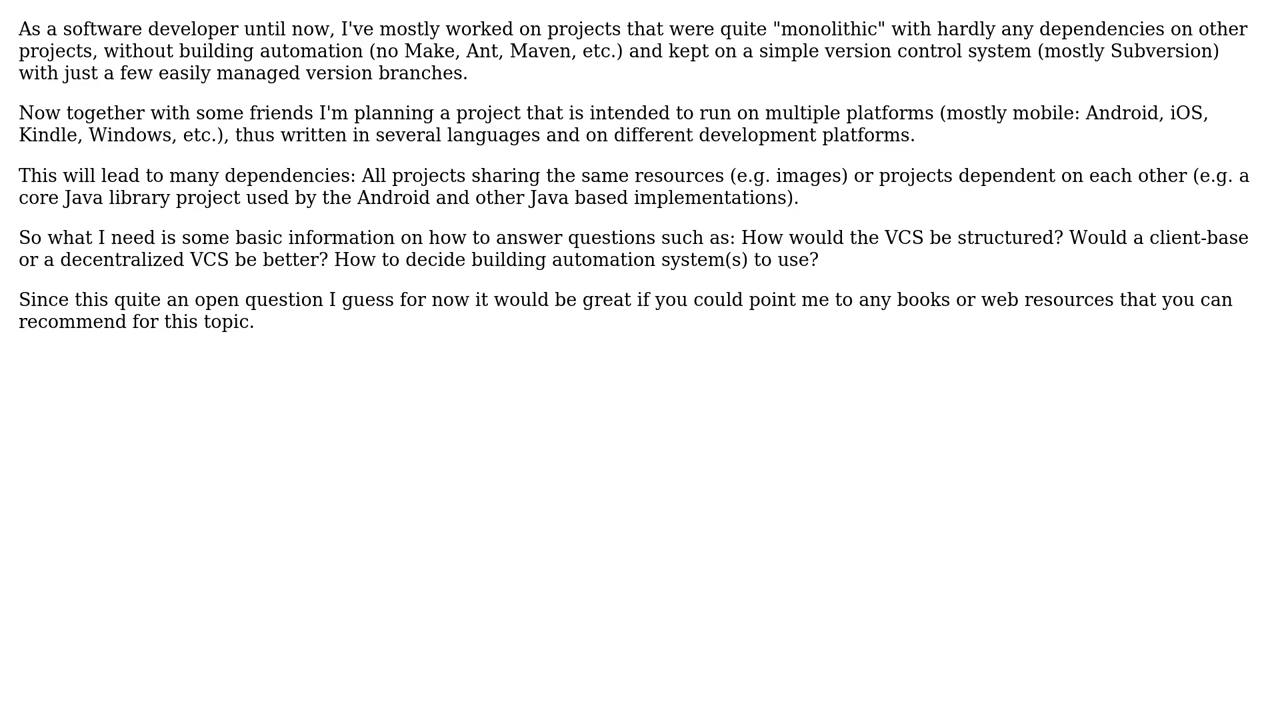 As a software developer until now, I've mostly worked on projects that were quite "monolithic" with hardly any dependencies on other
projects, without building automation (no Make, Ant, Maven, etc.) and kept on a simple version control system (mostly Subversion)
with just a few easily managed version branches.
Now together with some friends I'm planning a project that is intended to run on multiple platforms (mostly mobile: Android, iOS,
Kindle, Windows, etc.), thus written in several languages and on different development platforms.
This will lead to many dependencies: All projects sharing the same resources (e.g. images) or projects dependent on each other (e.g. a
core Java library project used by the Android and other Java based implementations).
So what I need is some basic information on how to answer questions such as: How would the VCS be structured? Would a client-base
or a decentralized VCS be better? How to decide building automation system(s) to use?
Since this quite an open question I guess for now it would be great if you could point me to any books or web resources that you can
recommend for this topic.